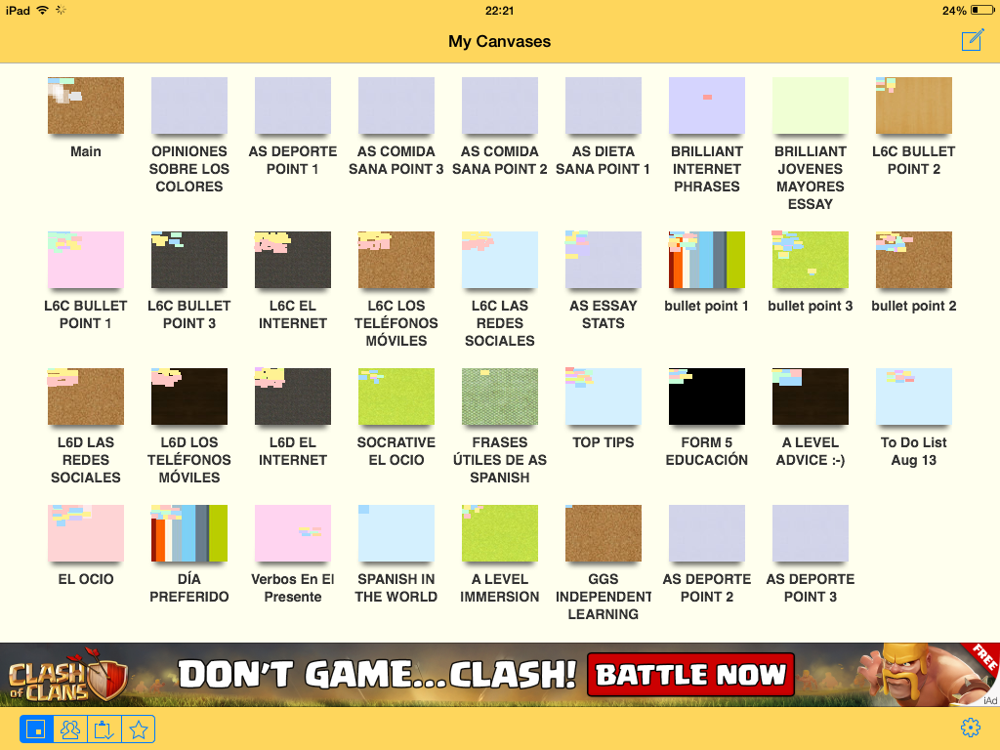 iPad 22:21 24%
My Canvases
Main
OPINIONES
SOBRE LOS
COLORES
AS DEPORTE
POINT 1
AS COMIDA
SANA POINT 3
AS COMIDA
SANA POINT 2
AS DIETA
SANA POINT 1
BRILLIANT
INTERNET
PHRASES
BRILLIANT
JOVENES
MAYORES
ESSAY
L6C BULLET
POINT 2
L6C BULLET
POINT 1
L6C BULLET
POINT 3
L6C EL
INTERNET
L6C LOS
TELÉFONOS
MÓVILES
L6C LAS
REDES
SOCIALES
AS ESSAY
STATS
bullet point 1
bullet point 3
bullet point 2
L6D LAS
REDES
SOCIALES
L6D LOS
TELÉFONOS
MÓVILES
L6D EL
INTERNET
SOCRATIVE
EL OCIO
FRASES
ÚTILES DE AS
SPANISH
TOP TIPS
FORM 5
EDUCACIÓN
A LEVEL
ADVICE :-)
To Do List
Aug 13
EL OCIO
DÍA
PREFERIDO
Verbos En El
Presente
SPANISH IN
THE WORLD
A LEVEL
IMMERSION
GGS
INDEPENDENT
LEARNING
AS DEPORTE
POINT 2
AS DEPORTE
POINT 3
CLASH
OF CLANS
DON'T GAME...CLASH!
BATTLE NOW
FREE
iAd